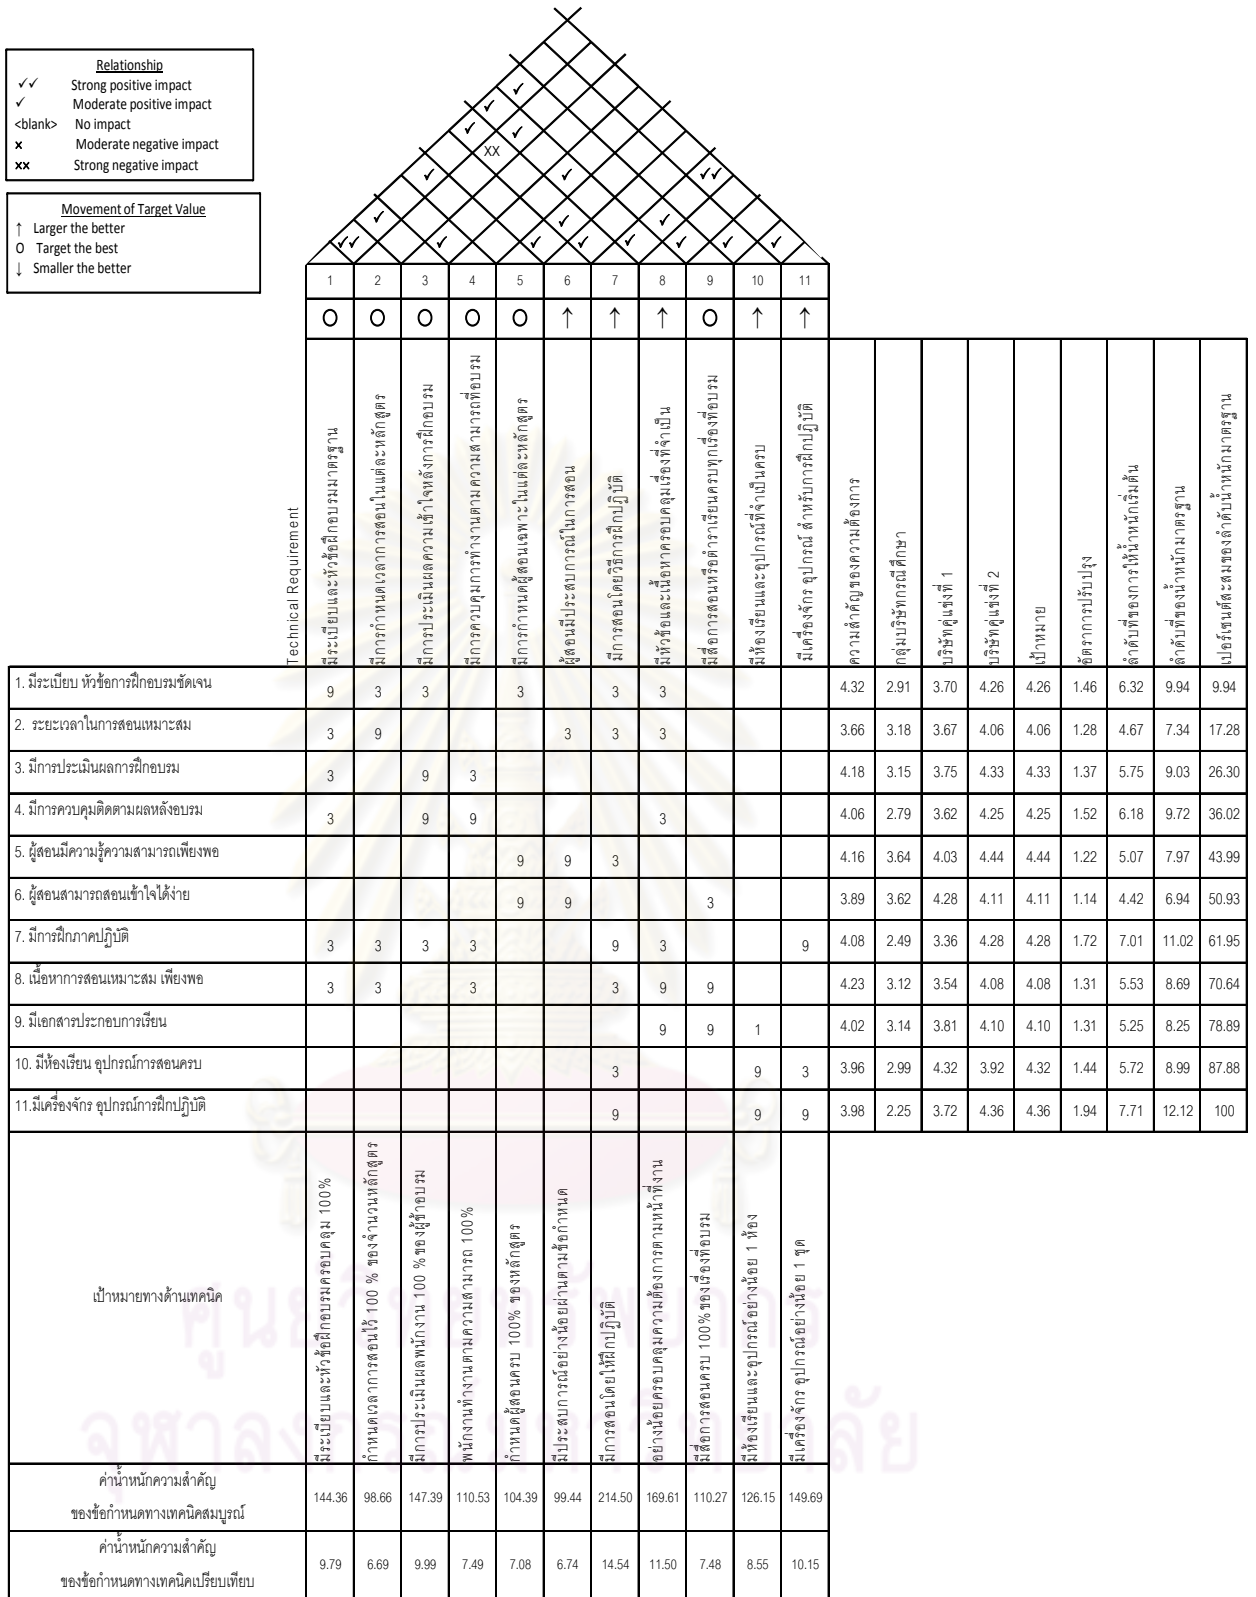 Relationship
✓✓ Strong positive impact
✓ Moderate positive impact
<blank> No impact
x Moderate negative impact
xx Strong negative impact
Movement of Target Value
↑ Larger the better
O Target the best
↓ Smaller the better
✓ 
✓ ✓
✓ ✓
XX
✓ ✓ ✓✓
✓ ✓ ✓
✓✓ ✓ ✓ ✓ ✓ ✓ ✓ ✓ ✓
1 2 3 4 5 6 7 8 9 10 11
O O O O O ↑ ↑ ↑ O ↑ ↑
Technical Requirement
มีระเบียบและหัวข้อฝึกอบรมมาตรฐาน
มีการกำหนดเวลาการสอนในแต่ละหลักสูตร
มีการประเมินผลความเข้าใจหลังการฝึกอบรม
มีการควบคุมการทำงานตามความสามารถที่อบรม
มีการกำหนดผู้สอนเฉพาะในแต่ละหลักสูตร
ผู้สอนมีประสบการณ์ในการสอน
มีการสอนโดยวิธีการฝึกปฏิบัติ
มีหัวข้อและเนื้อหาครอบคลุมเรื่องที่จำเป็น
มีสื่อการสอนหรือตำราเรียนครบทุกเรื่องที่อบรม
มีห้องเรียนและอุปกรณ์ที่จำเป็นครบ
มีเครื่องจักร อุปกรณ์ สำหรับการฝึกปฏิบัติ
ความสำคัญของความต้องการ
กลุ่มบริษัทกรณีศึกษา
บริษัทคู่แข่งที่ 1
บริษัทคู่แข่งที่ 2
เป้าหมาย
อัตราการปรับปรุง
ลำดับที่ของการให้น้ำหนักเริ่มต้น
ลำดับที่ของน้ำหนักมาตรฐาน
เปอร์เซนต์สะสมของลำดับน้ำหนักมาตรฐาน
1. มีระเบียบ หัวข้อการฝึกอบรมชัดเจน 9 3 3 3 3 3 4.32 2.91 3.70 4.26 4.26 1.46 6.32 9.94 9.94
2. ระยะเวลาในการสอนเหมาะสม 3 9 3 3 3 3.66 3.18 3.67 4.06 4.06 1.28 4.67 7.34 17.28
3. มีการประเมินผลการฝึกอบรม 3 9 3 4.18 3.15 3.75 4.33 4.33 1.37 5.75 9.03 26.30
4. มีการควบคุมติดตามผลหลังอบรม 3 9 9 3 4.06 2.79 3.62 4.25 4.25 1.52 6.18 9.72 36.02
5. ผู้สอนมีความรู้ความสามารถเพียงพอ 9 9 3 4.16 3.64 4.03 4.44 4.44 1.22 5.07 7.97 43.99
6. ผู้สอนสามารถสอนเข้าใจได้ง่าย 9 9 3 3.89 3.62 4.28 4.11 4.11 1.14 4.42 6.94 50.93
7. มีการฝึกภาคปฏิบัติ 3 3 3 3 9 3 9 4.08 2.49 3.36 4.28 4.28 1.72 7.01 11.02 61.95
8. เนื้อหาการสอนเหมาะสม เพียงพอ 3 3 3 3 9 9 4.23 3.12 3.54 4.08 4.08 1.31 5.53 8.69 70.64
9. มีเอกสารประกอบการเรียน 9 9 1 4.02 3.14 3.81 4.10 4.10 1.31 5.25 8.25 78.89
10. มีห้องเรียน อุปกรณ์การสอนครบ 3 9 3 3.96 2.99 4.32 3.92 4.32 1.44 5.72 8.99 87.88
11.มีเครื่องจักร อุปกรณ์การฝึกปฏิบัติ 9 9 9 3.98 2.25 3.72 4.36 4.36 1.94 7.71 12.12 100
เป้าหมายทางด้านเทคนิค
มีระเบียบและหัวข้อฝึกอบรมครอบคลุม 100%
กำหนดเวลาการสอนไว้ 100 % ของจำนวนหลักสูตร
มีการประเมินผลพนักงาน 100 %ของผู้ข้าอบรม
พนักงานทำงานตามความสามารถ 100%
กำหนดผู้สอนครบ 100% ของหลักสูตร
มีประสบการณ์อย่างน้อยผ่านตามข้อกำหนด
มีการสอนโดยให้ฝึกปฏิบัติ
อย่างน้อยครอบคลุมความต้องการตามหน้าที่งาน
มีสื่อการสอนครบ 100%ของเรื่องที่อบรม
มีห้องเรียนและอุปกรณ์อย่างน้อย 1 ห้อง
มีเครื่องจักร อุปกรณ์อย่างน้อย 1 ชุด
ศูนย์วิทยทรัพยากร
จุฬาลงกรณ์มหาวิทยาลัย
ค่าน้ำหนักความสำคัญ
ของข้อกำหนดทางเทคนิคสมบูรณ์ 144.36 98.66 147.39 110.53 104.39 99.44 214.50 169.61 110.27 126.15 149.69
ค่าน้ำหนักความสำคัญ
ของข้อกำหนดทางเทคนิคเปรียบเทียบ 9.79 6.69 9.99 7.49 7.08 6.74 14.54 11.50 7.48 8.55 10.15